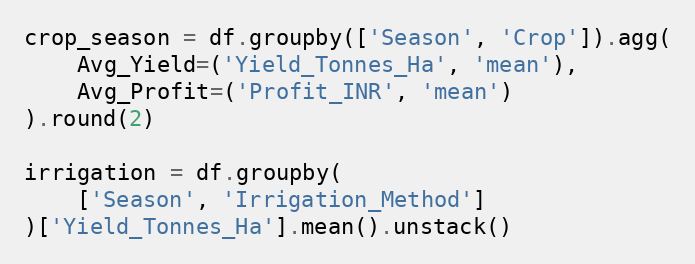 crop_season = df.groupby(['Season', 'Crop']).agg(
    Avg_Yield=('Yield_Tonnes_Ha', 'mean'),
    Avg_Profit=('Profit_INR', 'mean')
).round(2)

irrigation = df.groupby(
    ['Season', 'Irrigation_Method']
)['Yield_Tonnes_Ha'].mean().unstack()